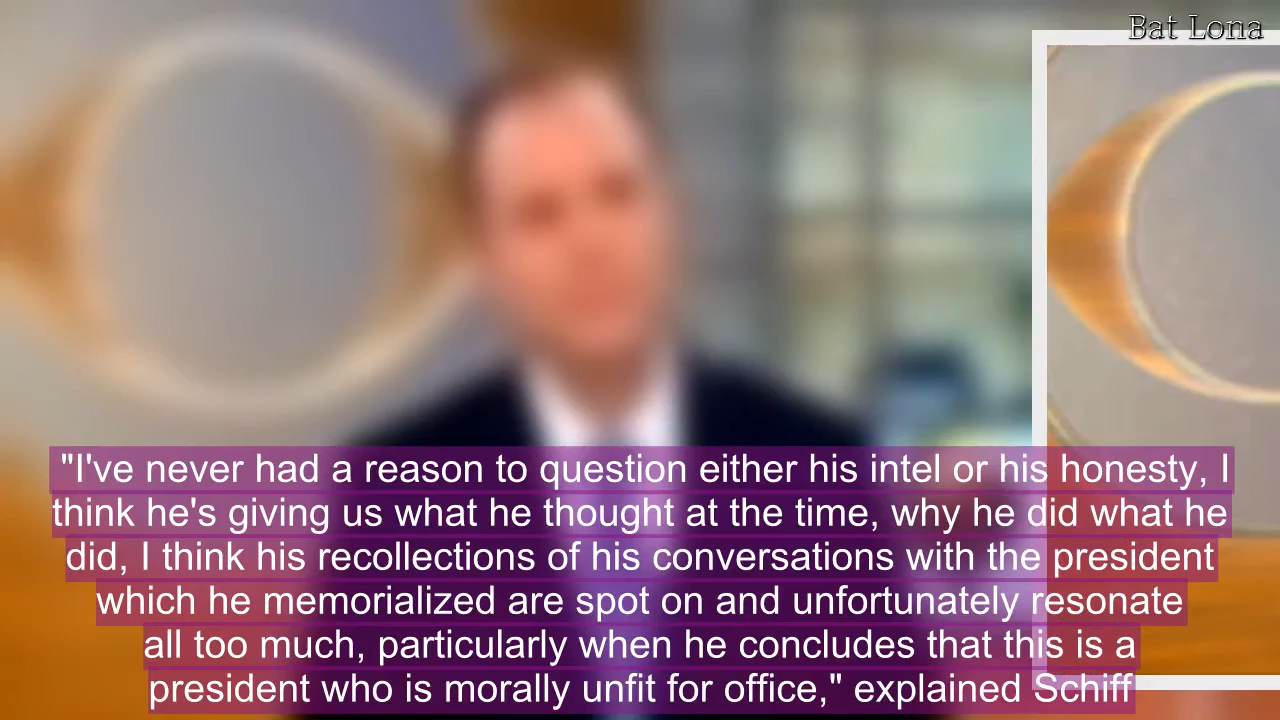 Bat Lona
"I've never had a reason to question either his intel or his honesty, I
think he's giving us what he thought at the time, why he did what he
did, I think his recollections of his conversations with the president
which he memorialized are spot on and unfortunately resonate
all too much, particularly when he concludes that this is a
president who is morally unfit for office," explained Schiff